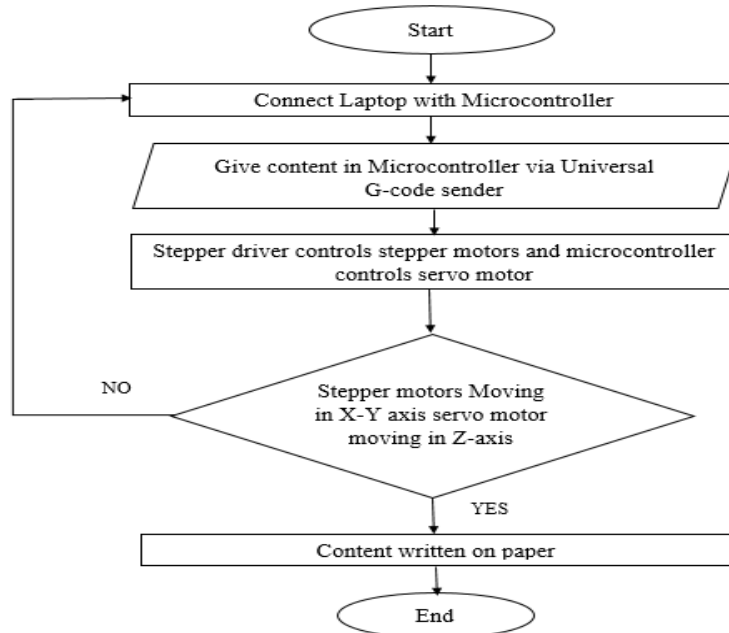 Start
Connect Laptop with Microcontroller
Give content in Microcontroller via Universal
G-code sender
Stepper driver controls stepper motors and microcontroller
controls servo motor
NO
Stepper motors Moving
in X-Y axis servo motor
moving in Z-axis
YES
Content written on paper
End